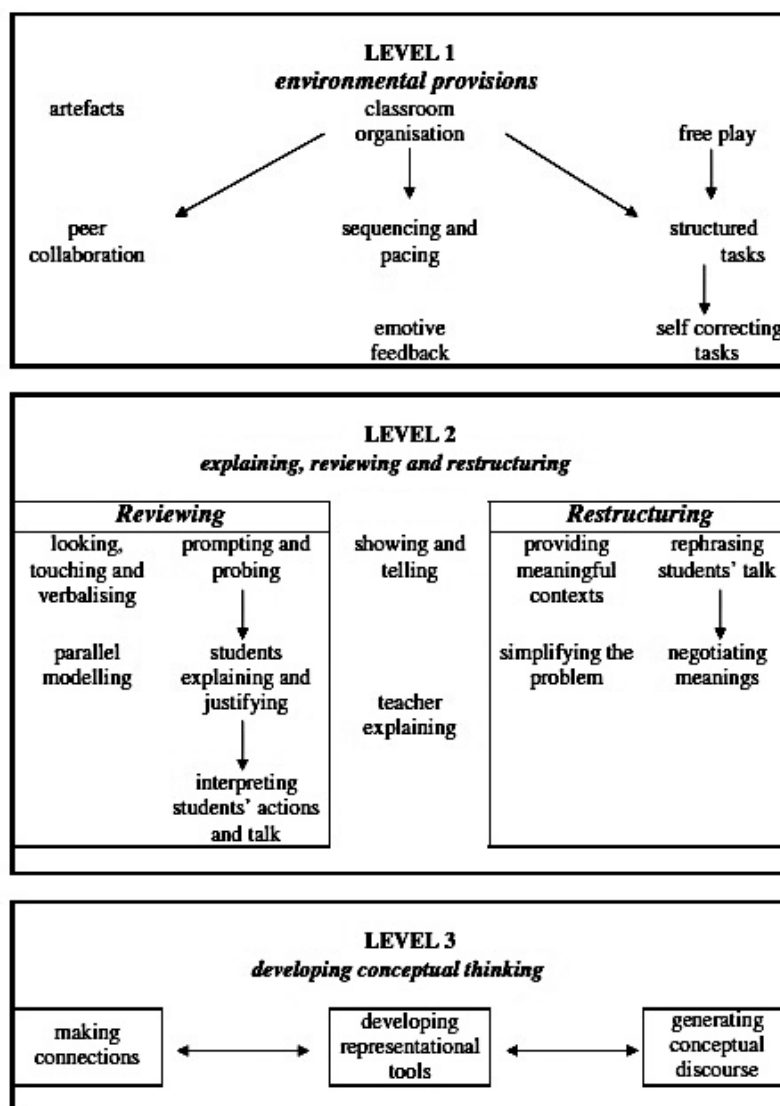 LEVEL 1
environmental provisions
artefacts
classroom
organisation
free play
peer
collaboration
sequencing and
pacing
structured
tasks
emotive
feedback
self correcting
tasks
LEVEL 2
explaining, reviewing and restructuring
Reviewing
Restructuring
looking,
touching and
verbalising
prompting and
probing
showing and
telling
providing
meaningful
contexts
rephrasing
students' talk
parallel
modelling
students
explaining and
justifying
teacher
explaining
simplifying the
problem
negotiating
meanings
interpreting
students' actions
and talk
LEVEL 3
developing conceptual thinking
making
connections
developing
representational
tools
generating
conceptual
discourse